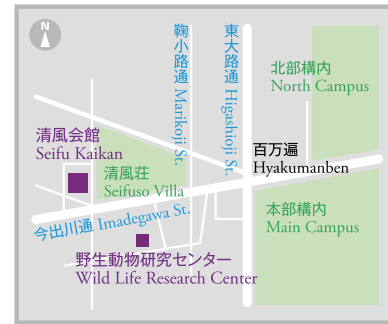 N
鞠小路通 Marikoji St.
東大路通 Higashioji St.
北部構内
North Campus
清風会館
Seifu Kaikan
清風荘
Seifuso Villa
百万遍
Hyakumanben
今出川通 Imadegawa St.
本部構内
Main Campus
野生動物研究センター
Wild Life Research Center